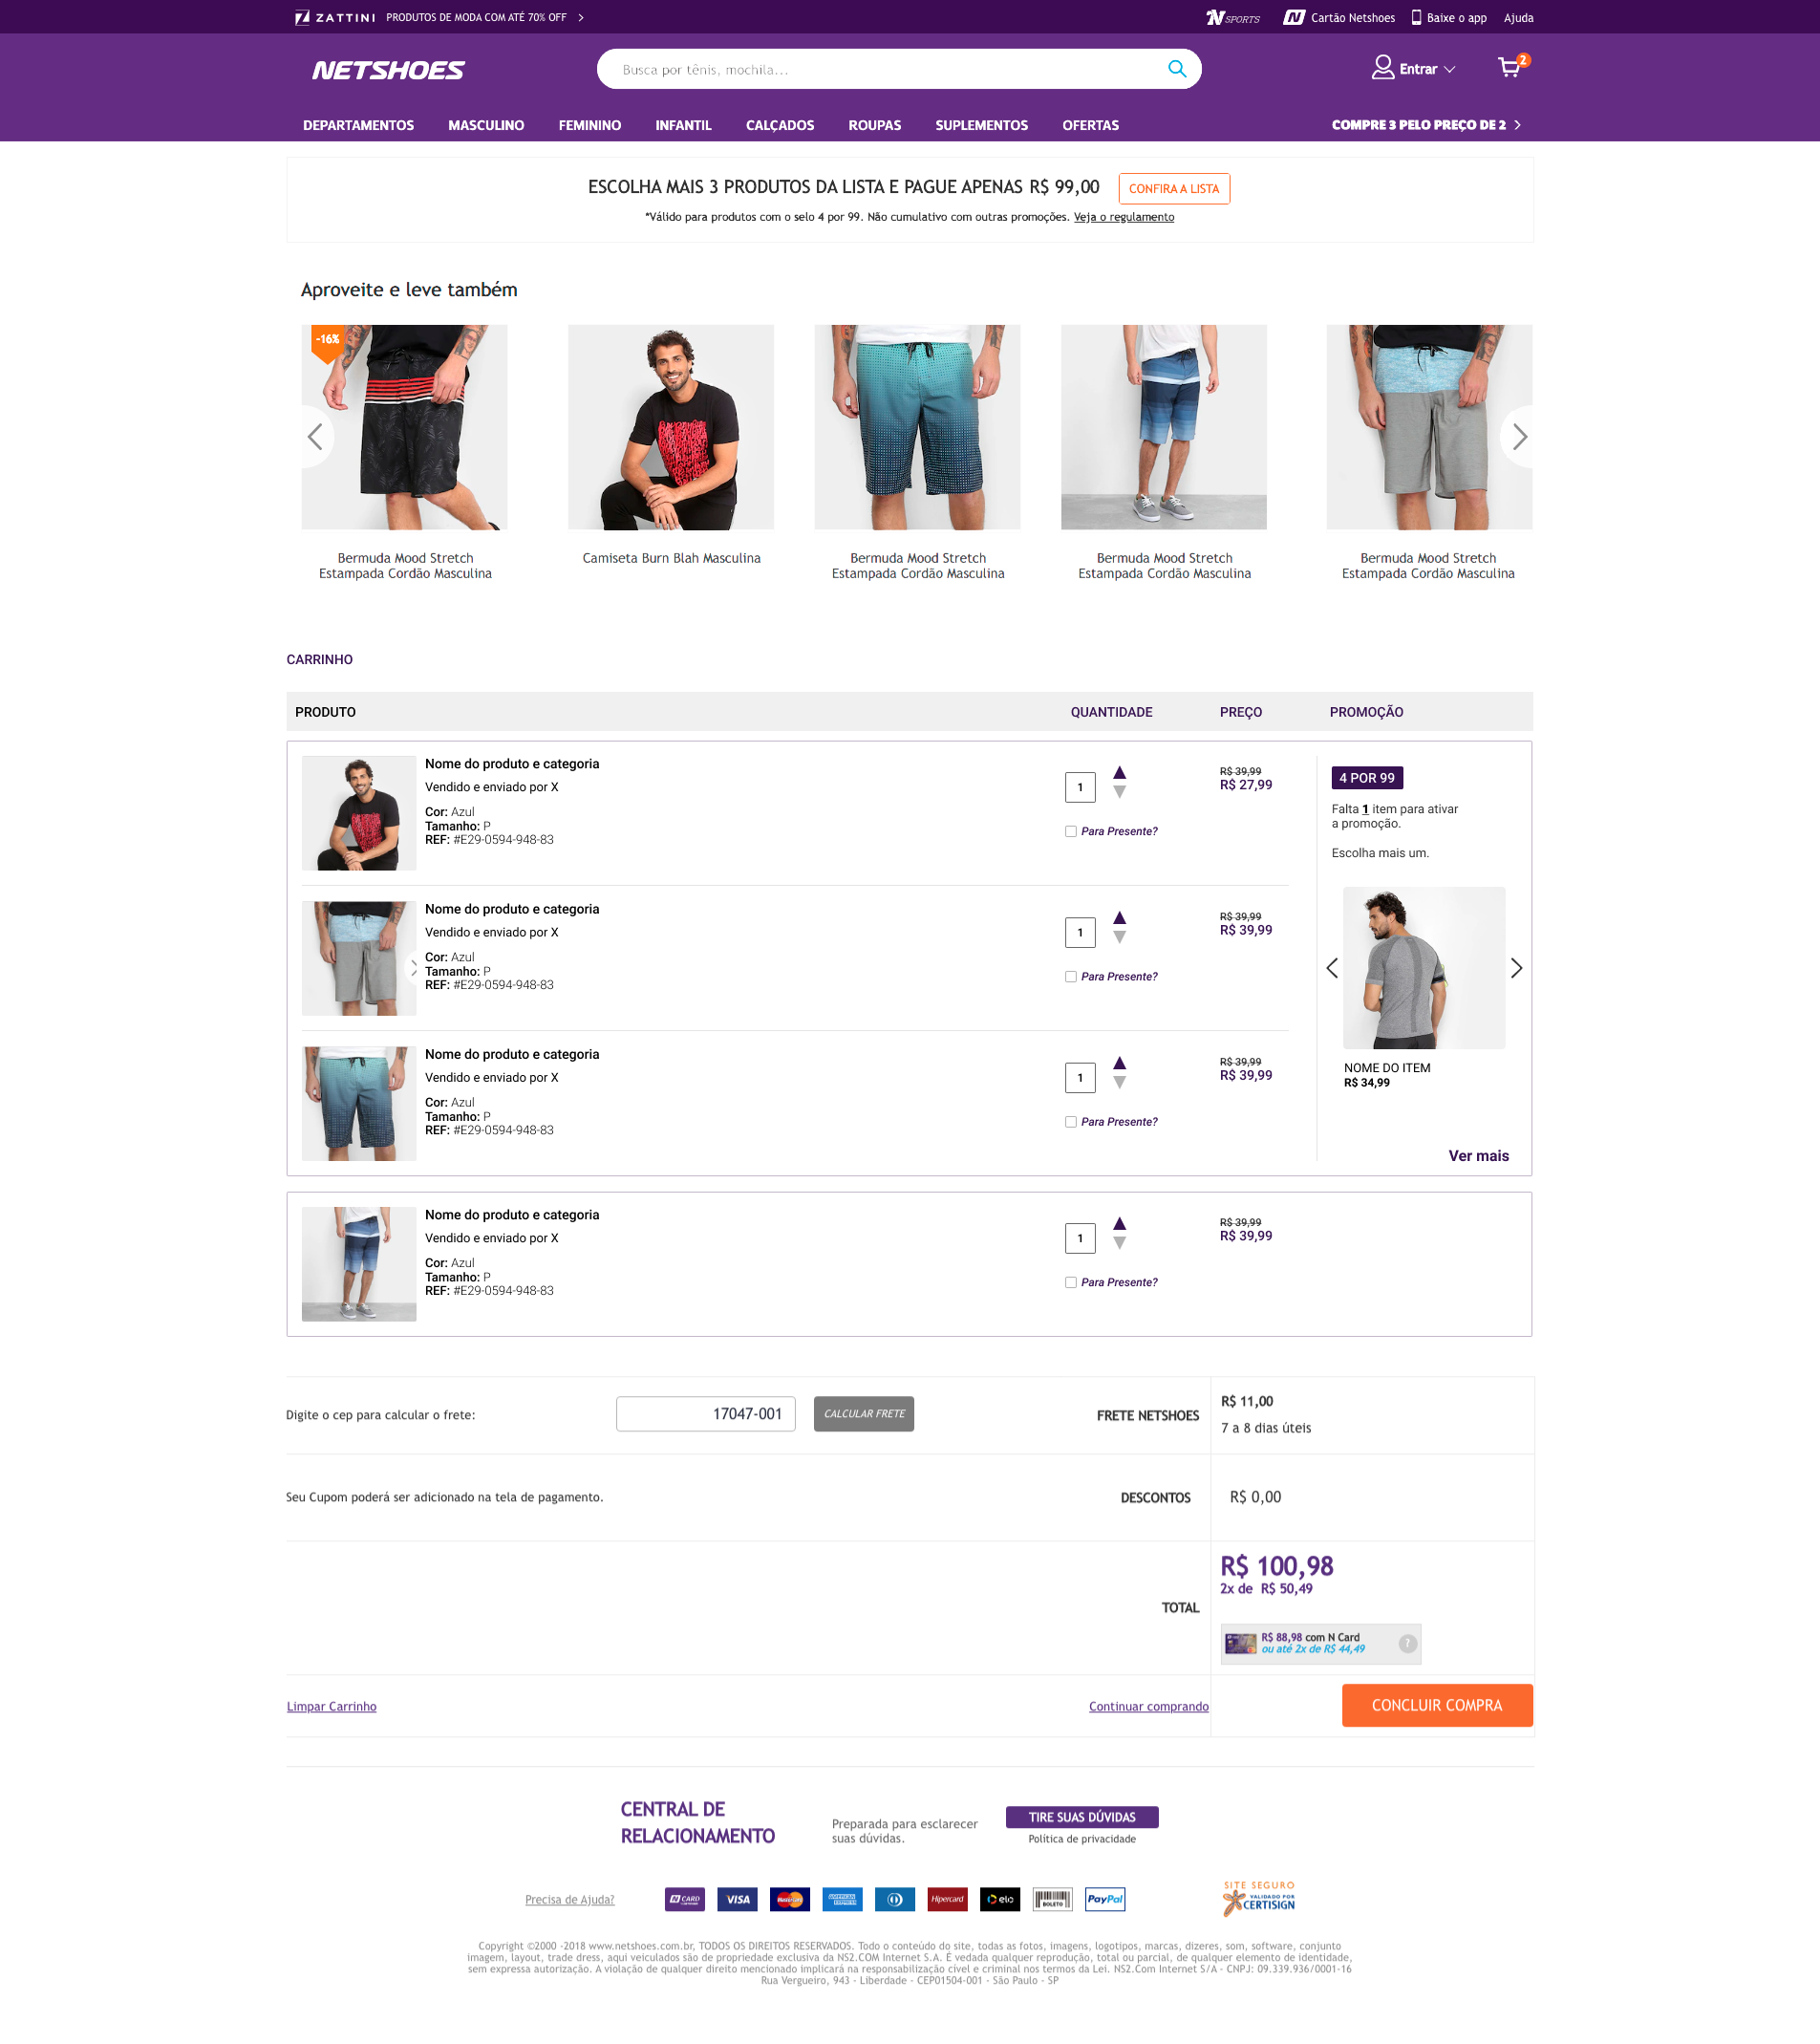 ZATTINI PRODUTOS DE MODA COM ATÉ 70% OFF
N SPORTS Cartão Netshoes Baixe o app Ajuda
NETSHOES
Busca por tênis, mochila...
Entrar
2
DEPARTAMENTOS MASCULINO FEMININO INFANTIL CALÇADOS ROUPAS SUPLEMENTOS OFERTAS
COMPRE 3 PELO PREÇO DE 2
ESCOLHA MAIS 3 PRODUTOS DA LISTA E PAGUE APENAS R$ 99,00 CONFIRA A LISTA
*Válido para produtos com o selo 4 por 99. Não cumulativo com outras promoções. Veja o regulamento
Aproveite e leve também
-16%
Bermuda Mood Stretch
Estampada Cordão Masculina
Camiseta Burn Blah Masculina
Bermuda Mood Stretch
Estampada Cordão Masculina
Bermuda Mood Stretch
Estampada Cordão Masculina
Bermuda Mood Stretch
Estampada Cordão Masculina
CARRINHO
PRODUTO QUANTIDADE PREÇO PROMOÇÃO
Nome do produto e categoria
Vendido e enviado por X
Cor: Azul
Tamanho: P
REF: #E29-0594-948-83
1
Para Presente?
R$ 39,99
R$ 27,99
Nome do produto e categoria
Vendido e enviado por X
Cor: Azul
Tamanho: P
REF: #E29-0594-948-83
1
Para Presente?
R$ 39,99
R$ 39,99
Nome do produto e categoria
Vendido e enviado por X
Cor: Azul
Tamanho: P
REF: #E29-0594-948-83
1
Para Presente?
R$ 39,99
R$ 39,99
4 POR 99
Falta 1 item para ativar
a promoção.
Escolha mais um.
NOME DO ITEM
R$ 34,99
Ver mais
Nome do produto e categoria
Vendido e enviado por X
Cor: Azul
Tamanho: P
REF: #E29-0594-948-83
1
Para Presente?
R$ 39,99
R$ 39,99
Digite o cep para calcular o frete: 17047-001 CALCULAR FRETE
FRETE NETSHOES
R$ 11,00
7 a 8 dias úteis
Seu Cupom poderá ser adicionado na tela de pagamento.
DESCONTOS R$ 0,00
TOTAL
R$ 100,98
2x de R$ 50,49
R$ 88,98 com N Card
ou até 2x de R$ 44,49
?
Limpar Carrinho Continuar comprando CONCLUIR COMPRA
CENTRAL DE
RELACIONAMENTO
Preparada para esclarecer
suas dúvidas.
TIRE SUAS DÚVIDAS
Política de privacidade
Precisa de Ajuda?
N CARD VISA MasterCard AMERICAN EXPRESS Hipercard elo BOLETO PayPal
SITE SEGURO
VALIDADO POR
CERTISIGN
Copyright ©2000 -2018 www.netshoes.com.br, TODOS OS DIREITOS RESERVADOS. Todo o conteúdo do site, todas as fotos, imagens, logotipos, marcas, dizeres, som, software, conjunto
imagem, layout, trade dress, aqui veiculados são de propriedade exclusiva da NS2.COM Internet S.A. É vedada qualquer reprodução, total ou parcial, de qualquer elemento de identidade,
sem expressa autorização. A violação de qualquer direito mencionado implicará na responsabilização cível e criminal nos termos da Lei. NS2.Com Internet S/A - CNPJ: 09.339.936/0001-16
Rua Vergueiro, 943 - Liberdade - CEP01504-001 - São Paulo - SP